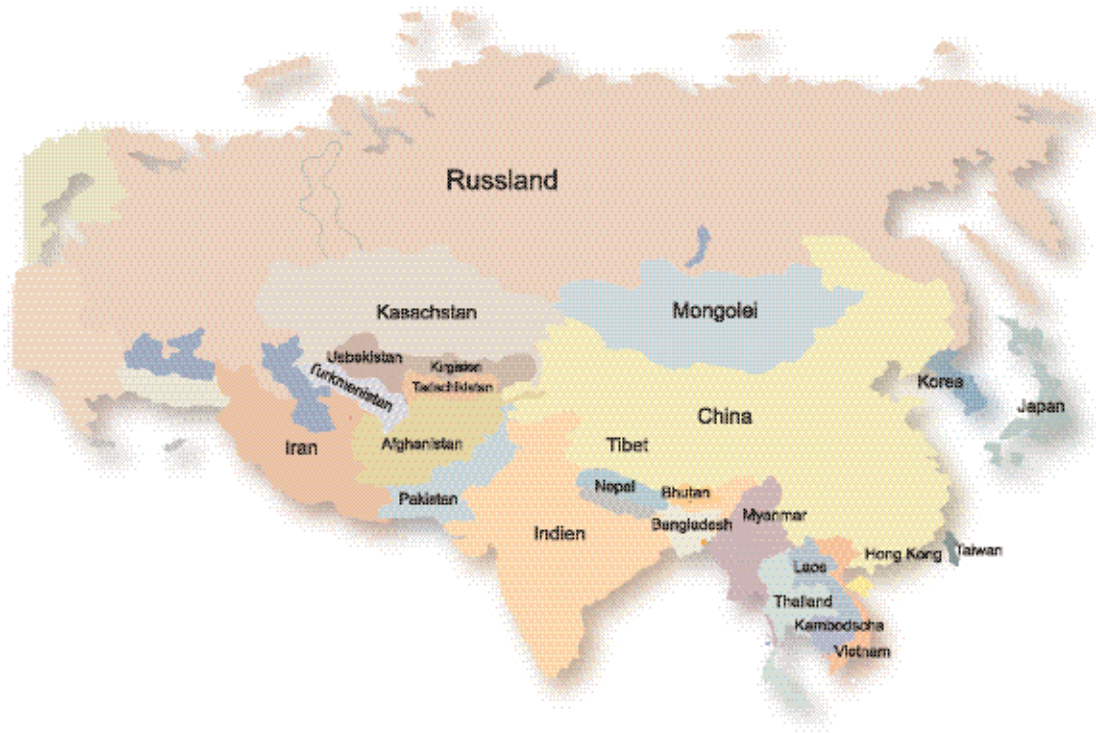 Russland
Kasachstan
Mongolei
Usbekistan
Kirgistan
Turkmenistan
Tadschikistan
Korea
Japan
China
Iran
Afghanistan
Tibet
Pakistan
Nepal
Bhutan
Indien
Bangladesh
Myanmar
Hong Kong
Taiwan
Laos
Thailand
Kambodscha
Vietnam